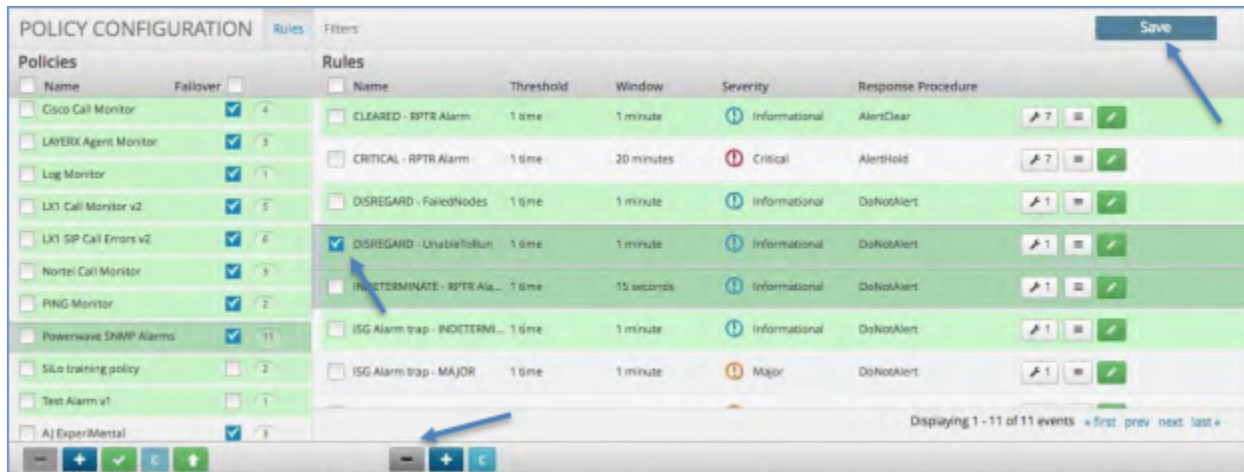 POLICY CONFIGURATION Rules Filters Save
Policies
Name Failover
Cisco Call Monitor 4
LAYERX Agent Monitor 3
Log Monitor 1
LX1 Call Monitor v2 5
LX1 SIP Call Errors v2 6
Nortel Call Monitor 3
PING Monitor 2
Powerwave SNMP Alarms 11
SiLo training policy 2
Test Alarm v1 1
AJ ExperiMental 3
Rules
Name Threshold Window Severity Response Procedure
CLEARED - RPTR Alarm 1 time 1 minute Informational AlertClear 7
CRITICAL - RPTR Alarm 1 time 20 minutes Critical AlertHold 7
DISREGARD - FailedNodes 1 time 1 minute Informational DoNotAlert 1
DISREGARD - UnableToRun 1 time 1 minute Informational DoNotAlert 1
INDETERMINATE - RPTR Ala... 1 time 15 seconds Informational DoNotAlert 1
ISG Alarm trap - INDETERMI... 1 time 1 minute Informational DoNotAlert 1
ISG Alarm trap - MAJOR 1 time 1 minute Major DoNotAlert 1
Displaying 1 - 11 of 11 events « first prev next last »
C
C